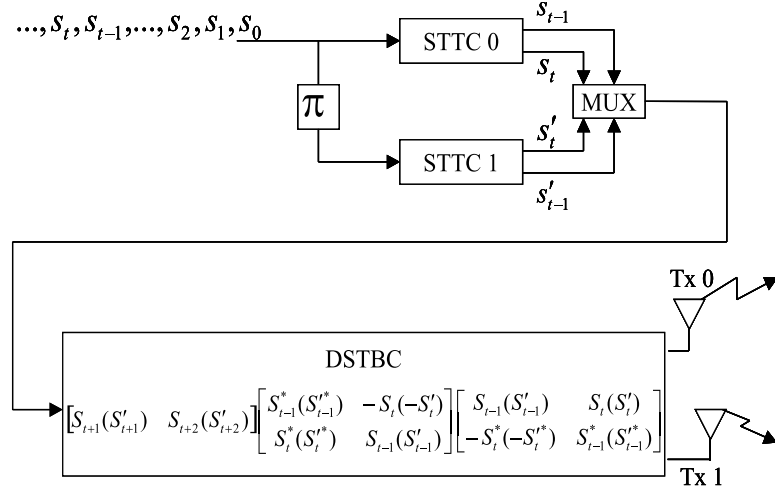 ..., s_t, s_{t-1}, ..., s_2, s_1, s_0
STTC 0
s_{t-1}
s_t
MUX
π
s'_t
STTC 1
s'_{t-1}
Tx 0
DSTBC
[S_{t+1}(S'_{t+1}) S_{t+2}(S'_{t+2})] [S^*_{t-1}(S'^*_{t-1}) -S_t(-S'_t) [S_{t-1}(S'_{t-1}) S_t(S'_t)
S^*_t(S'^*_t) S_{t-1}(S'_{t-1})] -S^*_t(-S'^*_t) S^*_{t-1}(S'^*_{t-1})]
Tx 1